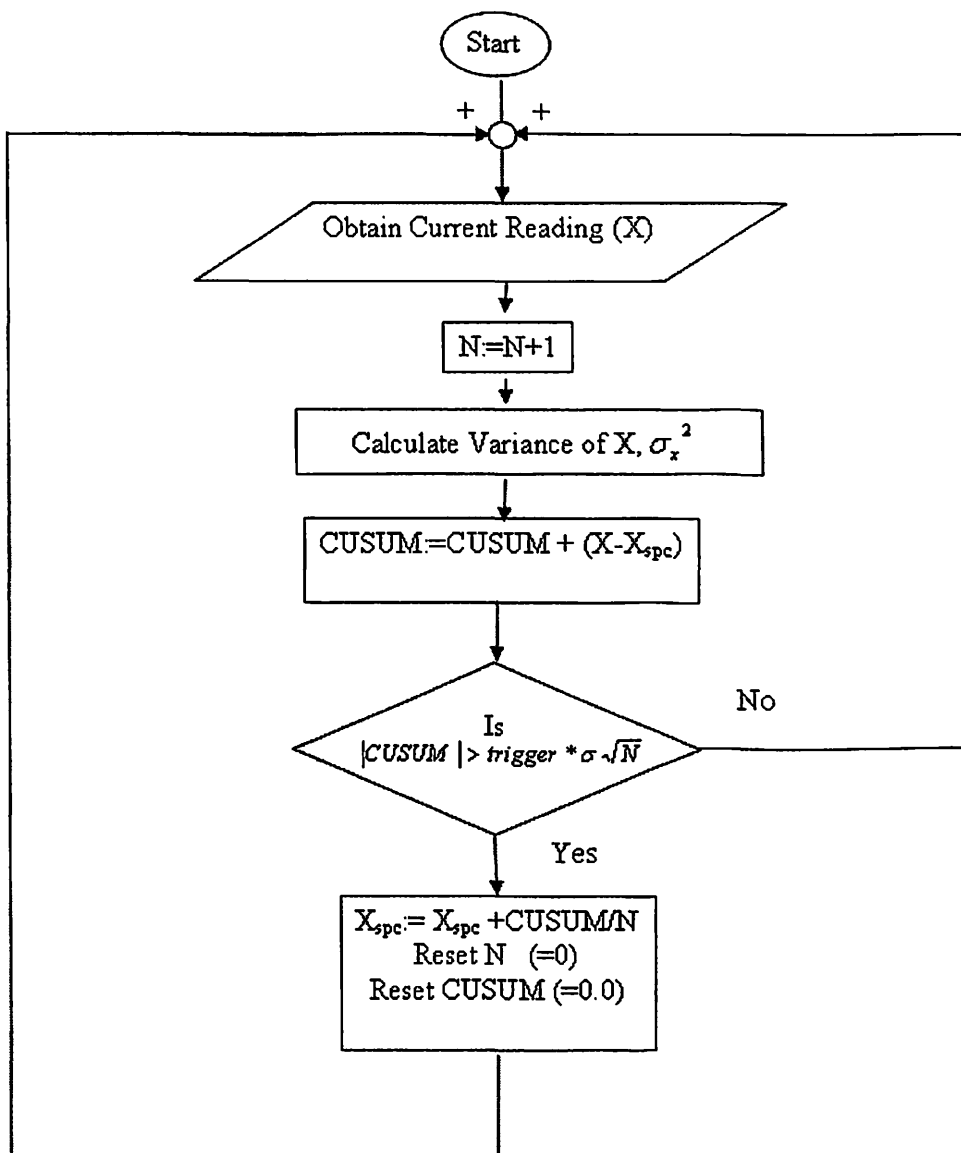 Start
+ +
Obtain Current Reading (X)
N:=N+1
Calculate Variance of X, σₓ²
CUSUM:=CUSUM + (X-Xspc)
No
Is
|CUSUM| > trigger * σ √N
Yes
Xspc:= Xspc +CUSUM/N
Reset N (=0)
Reset CUSUM (=0.0)